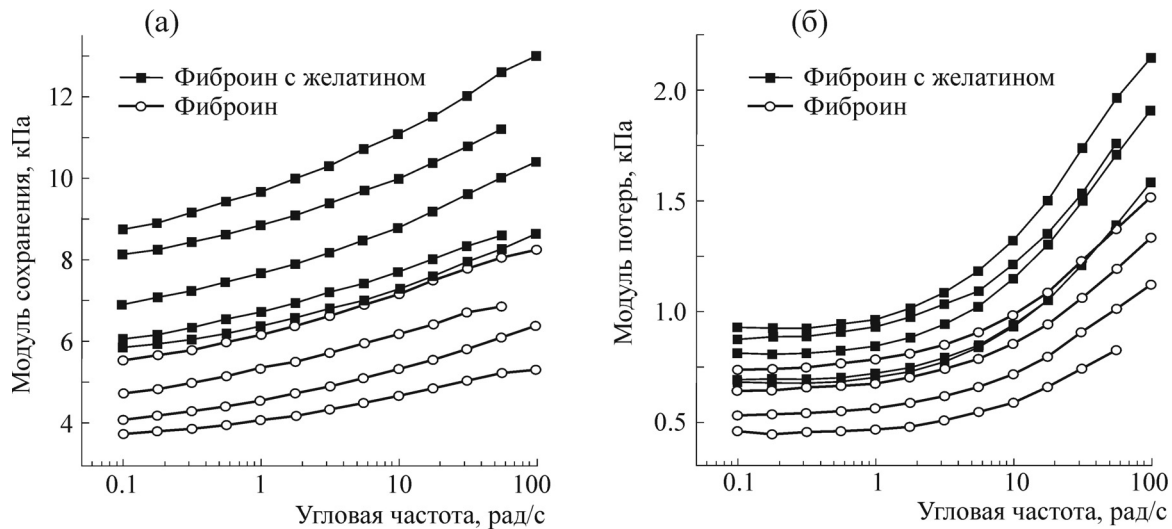 (а)
Модуль сохранения, кПа
12
10
8
6
4
Фиброин с желатином
Фиброин
0.1 1 10 100
Угловая частота, рад/с
(б)
Модуль потерь, кПа
2.0
1.5
1.0
0.5
Фиброин с желатином
Фиброин
0.1 1 10 100
Угловая частота, рад/с